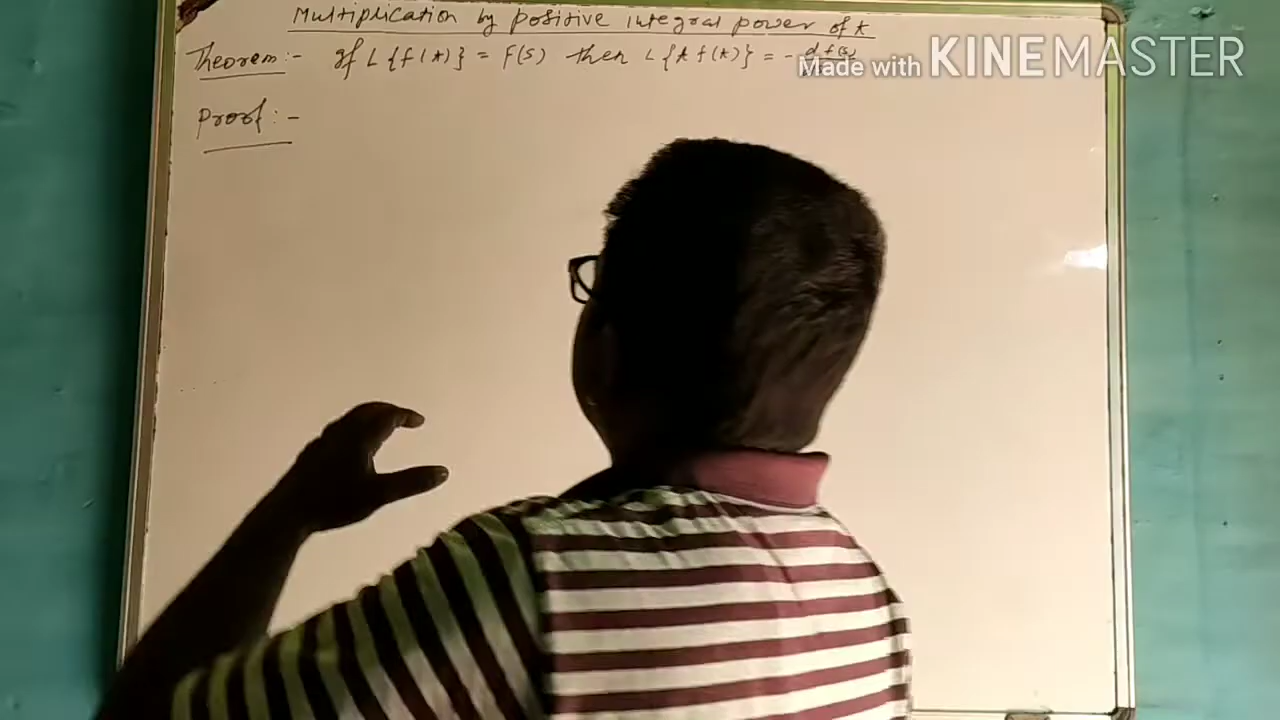 Multiplication by positive integral power of t
Theorem:- If L{f(t)} = F(s) then L{t f(t)} = -
Made with KINEMASTER
Proof:-